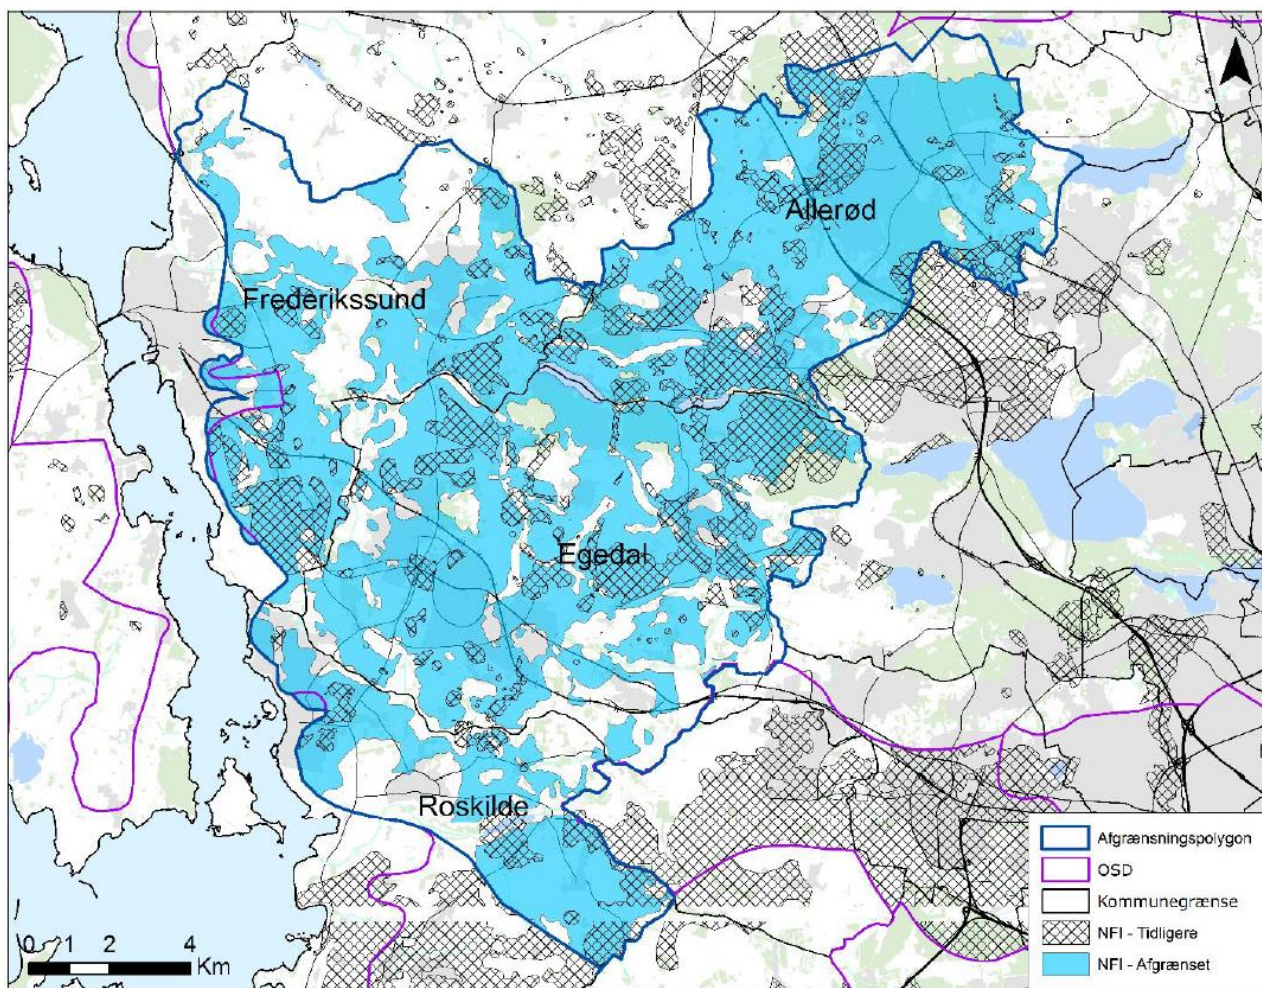 Allerød
Frederikssund
Egedal
Roskilde
0 1 2 4
Km
Afgrænsningspolygon
OSD
Kommunegrænse
NFI - Tidligere
NFI - Afgrænset